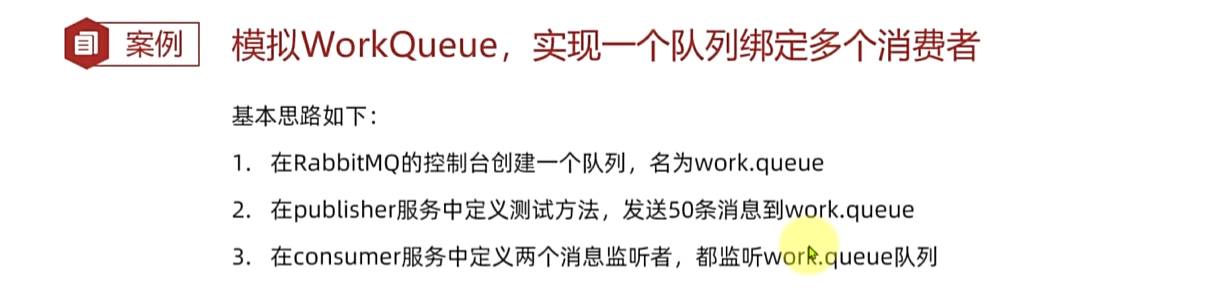 案例 模拟WorkQueue，实现一个队列绑定多个消费者
基本思路如下：
1. 在RabbitMQ的控制台创建一个队列，名为work.queue
2. 在publisher服务中定义测试方法，发送50条消息到work.queue
3. 在consumer服务中定义两个消息监听者，都监听work.queue队列